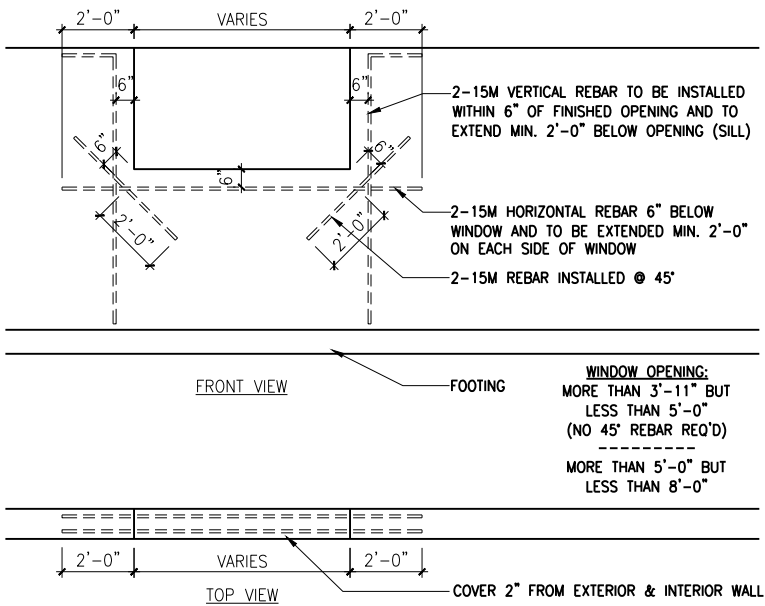 2'-0" VARIES 2'-0"
6" 6"
2-15M VERTICAL REBAR TO BE INSTALLED
WITHIN 6" OF FINISHED OPENING AND TO
EXTEND MIN. 2'-0" BELOW OPENING (SILL)
6" 6" 6"
2'-0" 2'-0"
2-15M HORIZONTAL REBAR 6" BELOW
WINDOW AND TO BE EXTENDED MIN. 2'-0"
ON EACH SIDE OF WINDOW
2-15M REBAR INSTALLED @ 45°
FRONT VIEW
FOOTING
WINDOW OPENING:
MORE THAN 3'-11" BUT
LESS THAN 5'-0"
(NO 45° REBAR REQ'D)
----------
MORE THAN 5'-0" BUT
LESS THAN 8'-0"
2'-0" VARIES 2'-0"
TOP VIEW
COVER 2" FROM EXTERIOR & INTERIOR WALL